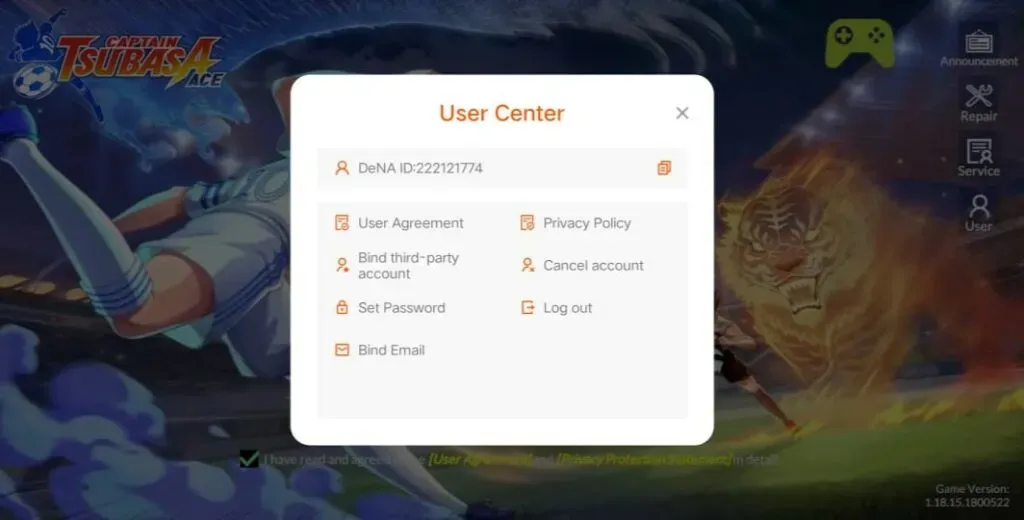 CAPTAIN
TSUBASA
ACE
Announcement
Repair
Service
User
User Center
DeNA ID:222121774
User Agreement
Privacy Policy
Bind third-party
account
Cancel account
Set Password
Log out
Bind Email
I have read and agreed the [User Agreement] and [Privacy Protection Statement] in detail
Game Version:
1.18.15.1800522